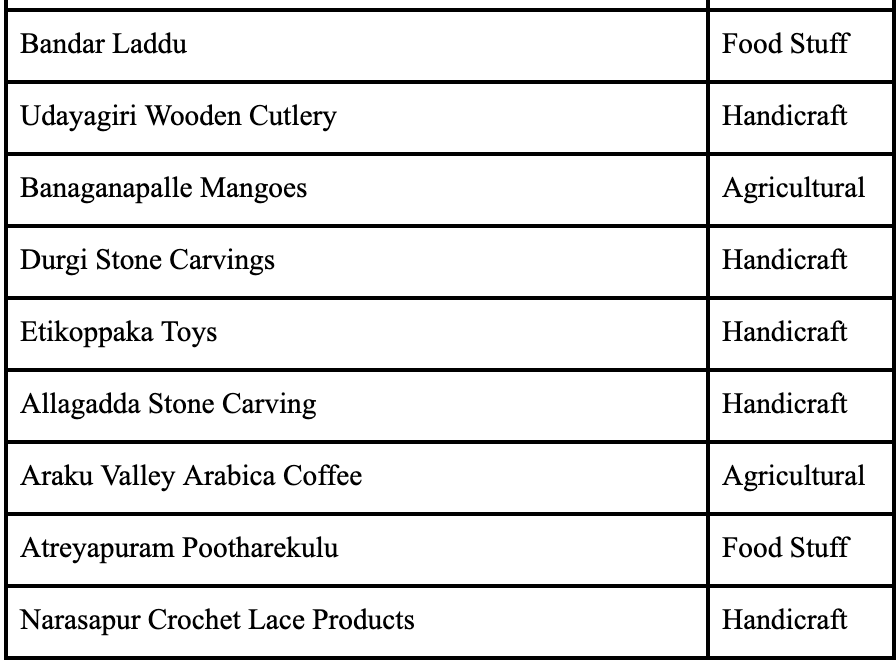 Bandar Laddu Food Stuff
Udayagiri Wooden Cutlery Handicraft
Banaganapalle Mangoes Agricultural
Durgi Stone Carvings Handicraft
Etikoppaka Toys Handicraft
Allagadda Stone Carving Handicraft
Araku Valley Arabica Coffee Agricultural
Atreyapuram Pootharekulu Food Stuff
Narasapur Crochet Lace Products Handicraft